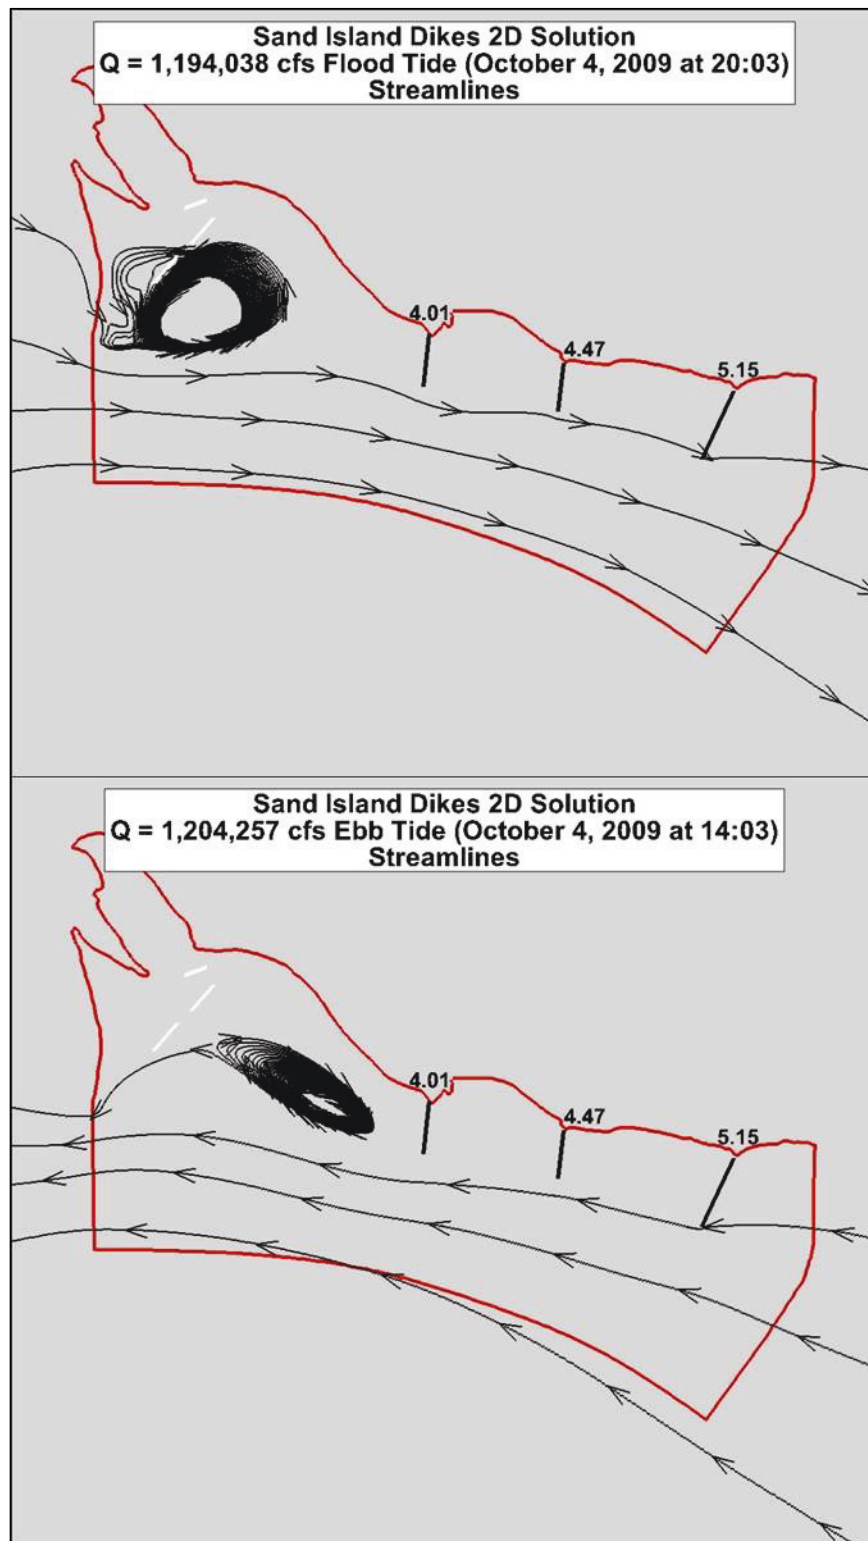 Sand Island Dikes 2D Solution
Q = 1,194,038 cfs Flood Tide (October 4, 2009 at 20:03)
Streamlines
4.01
4.47
5.15
Sand Island Dikes 2D Solution
Q = 1,204,257 cfs Ebb Tide (October 4, 2009 at 14:03)
Streamlines
4.01
4.47
5.15